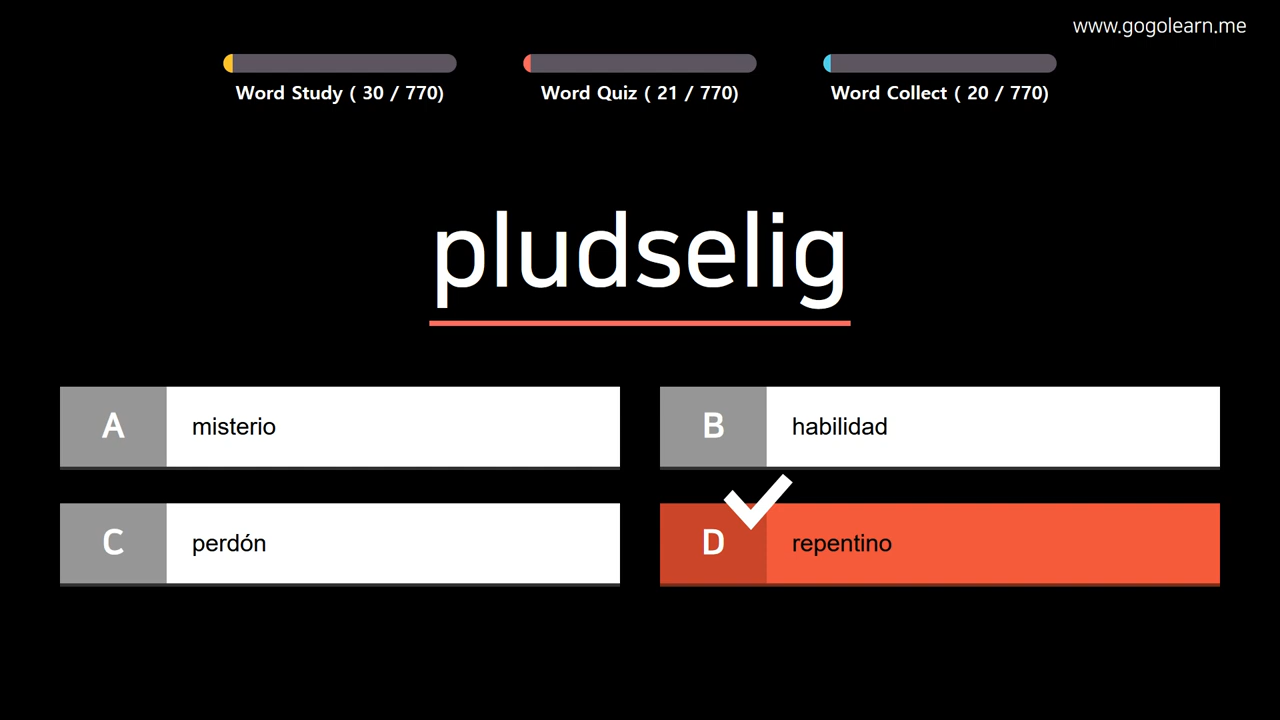 www.gogolearn.me
Word Study ( 30 / 770)
Word Quiz ( 21 / 770)
Word Collect ( 20 / 770)
pludselig
A misterio
B habilidad
C perdón
D repentino